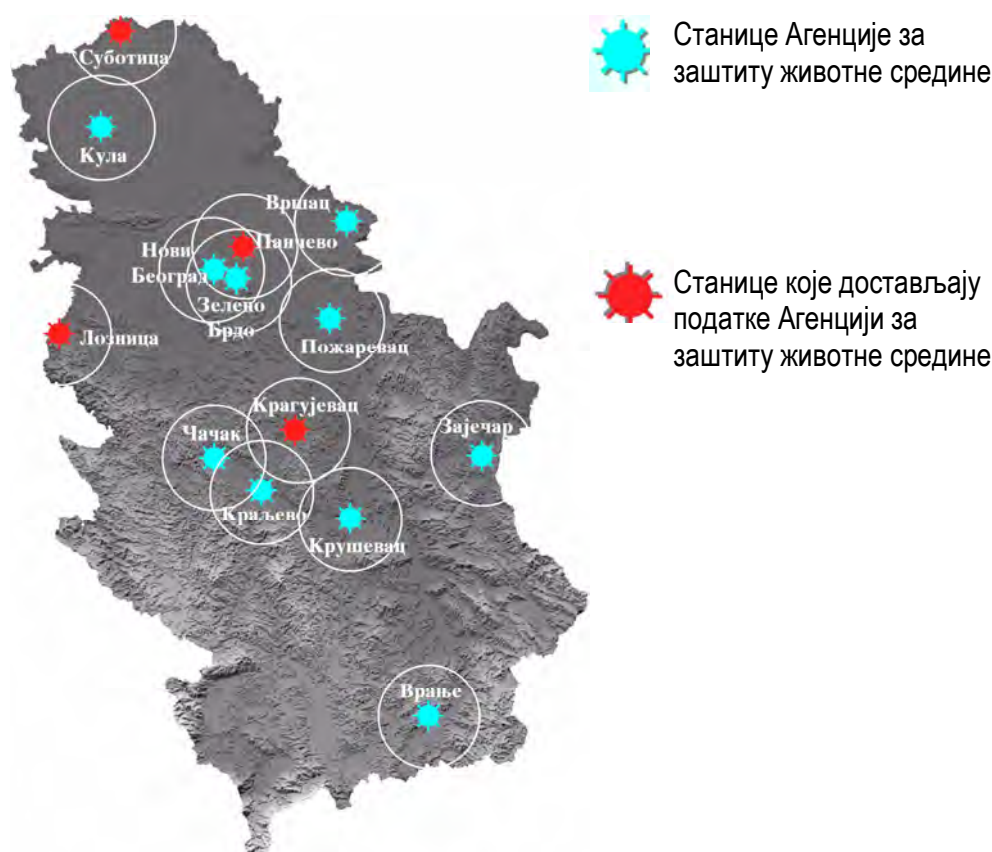 Суботица
Кула
Вршац
Панчево
Нови
Београд
Зелено
Брдо
Лозница
Пожаревац
Крагујевац
Чачак
Зајечар
Краљево
Крушевац
Врање
Станице Агенције за
заштиту животне средине
Станице које достављају
податке Агенцији за
заштиту животне средине